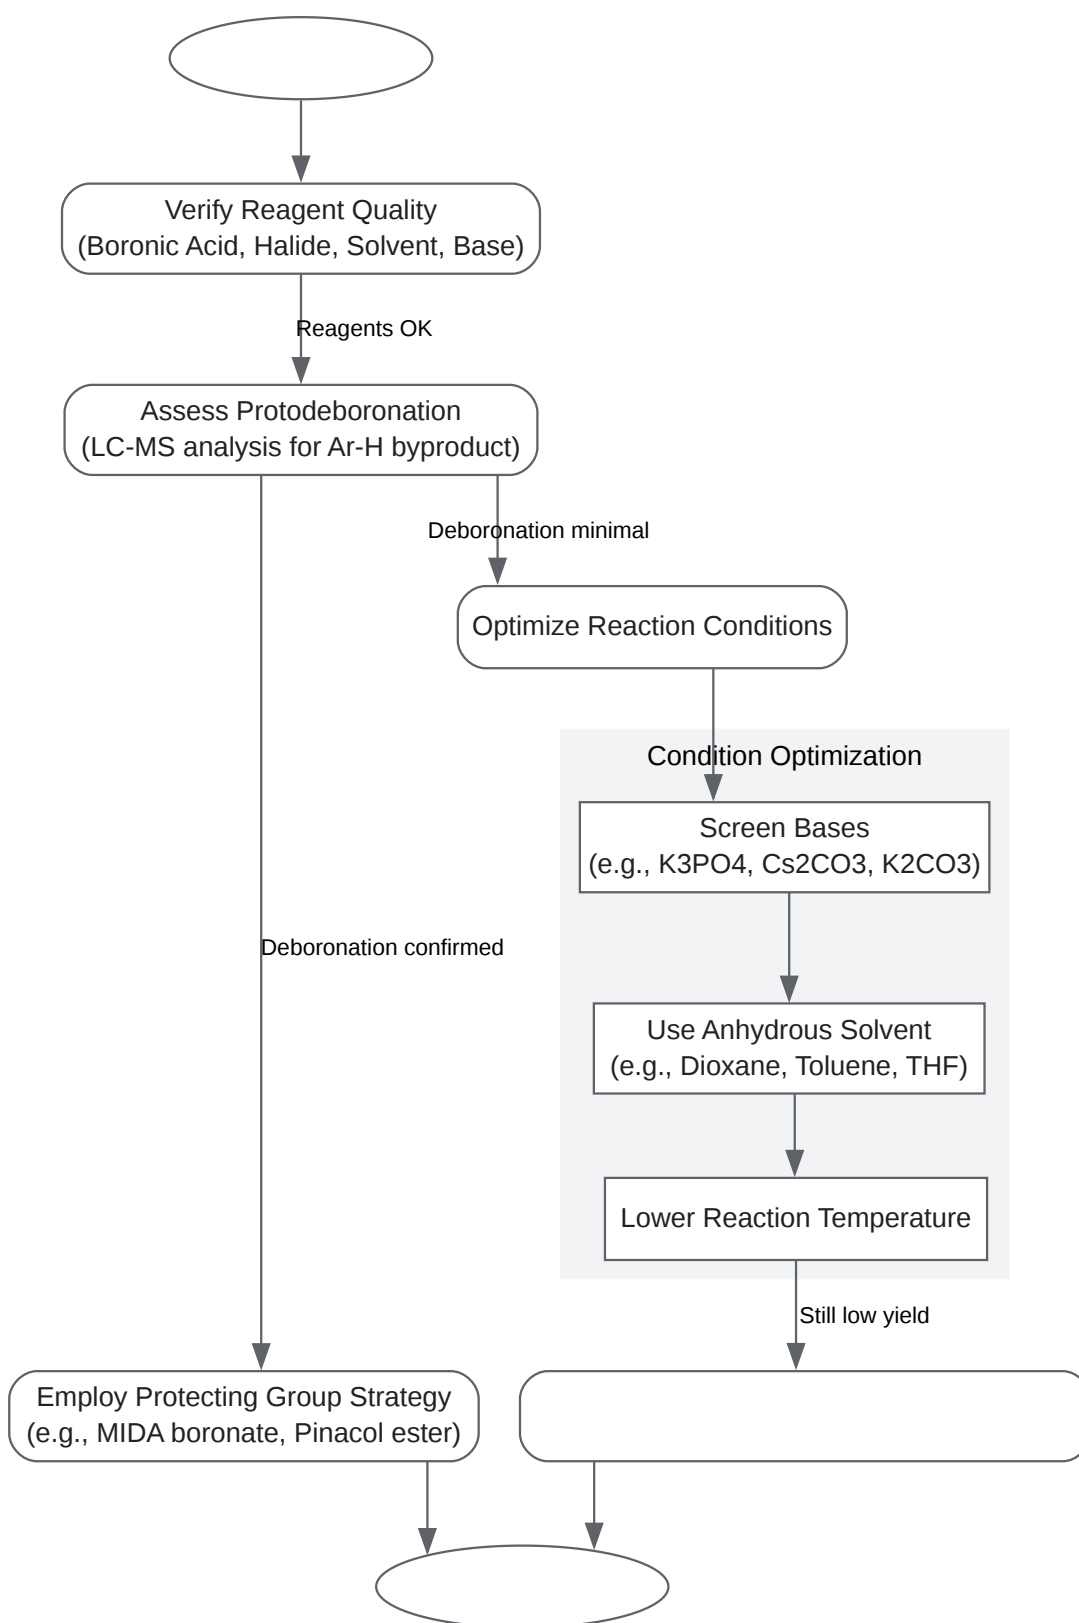 Verify Reagent Quality
(Boronic Acid, Halide, Solvent, Base)
Reagents OK
Assess Protodeboronation
(LC-MS analysis for Ar-H byproduct)
Deboronation minimal
Optimize Reaction Conditions
Condition Optimization
Screen Bases
(e.g., K3PO4, Cs2CO3, K2CO3)
Deboronation confirmed
Use Anhydrous Solvent
(e.g., Dioxane, Toluene, THF)
Lower Reaction Temperature
Still low yield
Employ Protecting Group Strategy
(e.g., MIDA boronate, Pinacol ester)